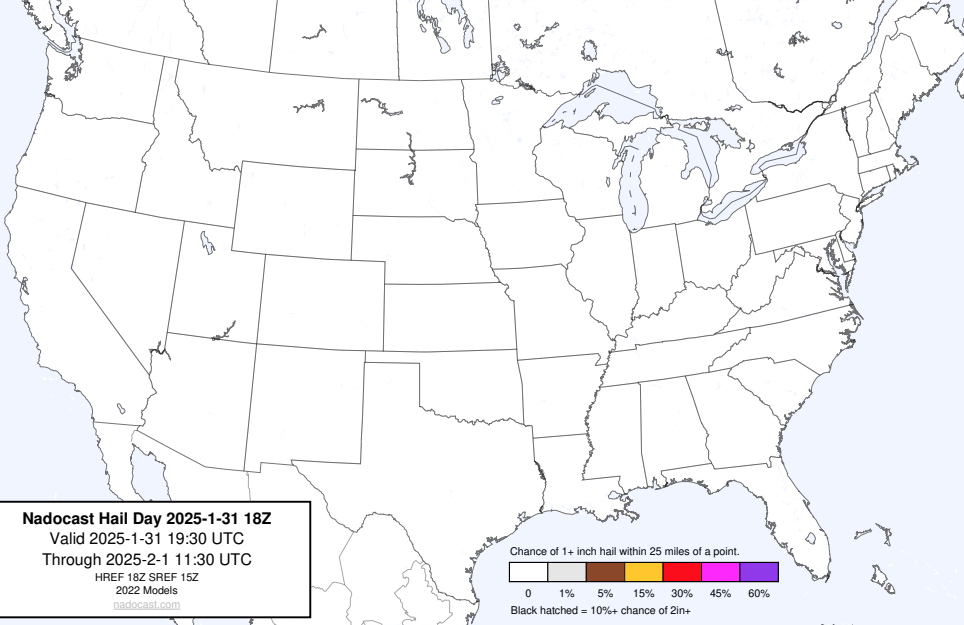 Nadocast Hail Day 2025-1-31 18Z
Valid 2025-1-31 19:30 UTC
Through 2025-2-1 11:30 UTC
HREF 18Z SREF 15Z
2022 Models
nadocast.com
Chance of 1+ inch hail within 25 miles of a point.
0 1% 5% 15% 30% 45% 60%
Black hatched = 10%+ chance of 2in+